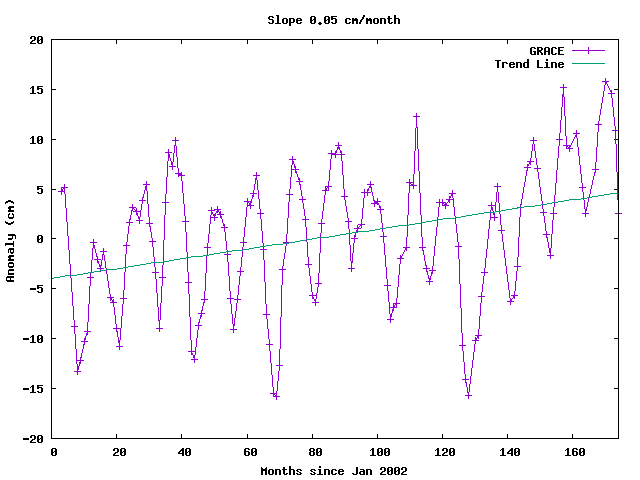 Slope 0.05 cm/month
GRACE
Trend Line
20
15
10
5
0
-5
-10
-15
-20
Anomaly (cm)
0 20 40 60 80 100 120 140 160
Months since Jan 2002